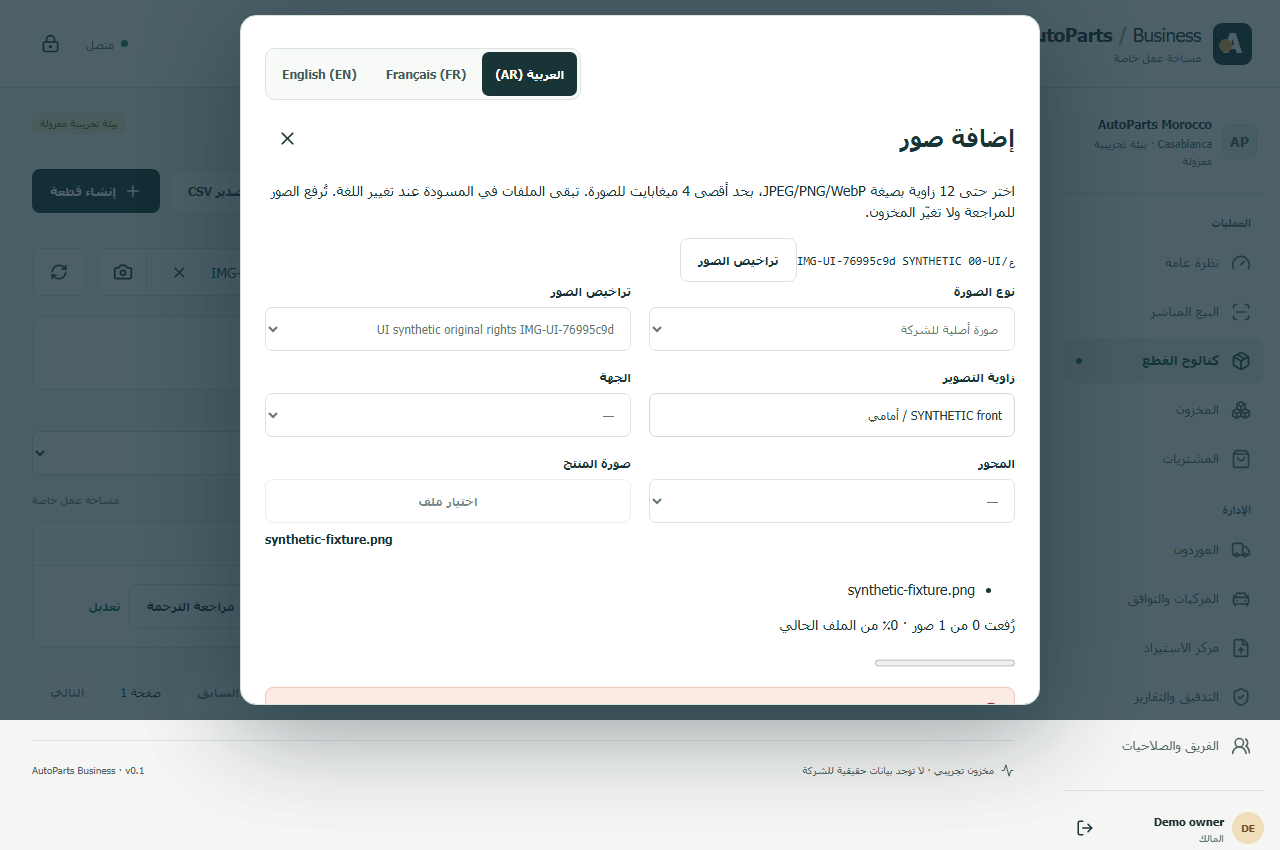 AutoParts / Business
مساحة عمل خاصة
متصل
AutoParts Morocco
Casablanca · بيئة تجريبية معزولة
AP
العمليات
نظرة عامة
البيع المباشر
كتالوج القطع
المخزون
المشتريات
الإدارة
الموردون
المركبات والتوافق
مركز الاستيراد
التدقيق والتقارير
الفريق والصلاحيات
Demo owner
المالك
DE
بيئة تجريبية معزولة
إنشاء قطعة
CSV
IMG-
مساحة عمل خاصة
مراجعة الترجمة
تعديل
السابق
صفحة 1
التالي
العربية (AR)
Français (FR)
English (EN)
إضافة صور
اختر حتى 12 زاوية بصيغة JPEG/PNG/WebP، بحد أقصى 4 ميغابايت للصورة. تبقى الملفات في المسودة عند تغيير اللغة. تُرفع الصور
للمراجعة ولا تغيّر المخزون.
IMG-UI-76995c9d SYNTHETIC 00-UI/ع
تراخيص الصور
نوع الصورة
تراخيص الصور
صورة أصلية للشركة
UI synthetic original rights IMG-UI-76995c9d
زاوية التصوير
الجهة
SYNTHETIC front / أمامي
—
المحور
صورة المنتج
—
اختيار ملف
synthetic-fixture.png
• synthetic-fixture.png
رُفعت 0 من 1 صور · 0٪ من الملف الحالي
مخزون تجريبي · لا توجد بيانات حقيقية للشركة
AutoParts Business · v0.1